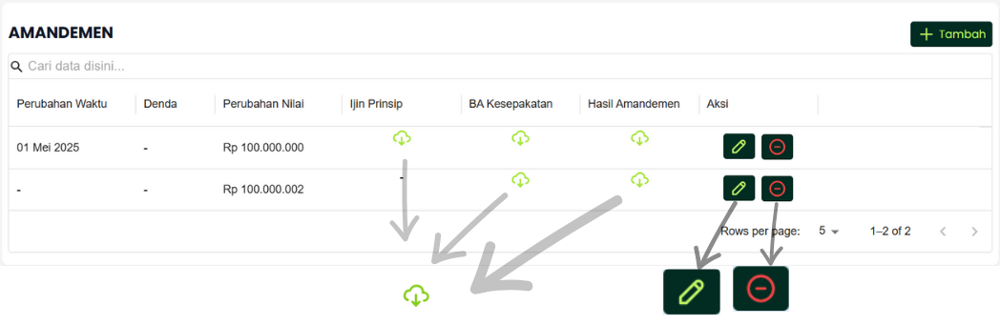 AMANDEMEN
Tambah
Cari data disini...
Perubahan Waktu Denda Perubahan Nilai Ijin Prinsip BA Kesepakatan Hasil Amandemen Aksi
01 Mei 2025 - Rp 100.000.000
- - Rp 100.000.002 -
Rows per page: 5 1–2 of 2